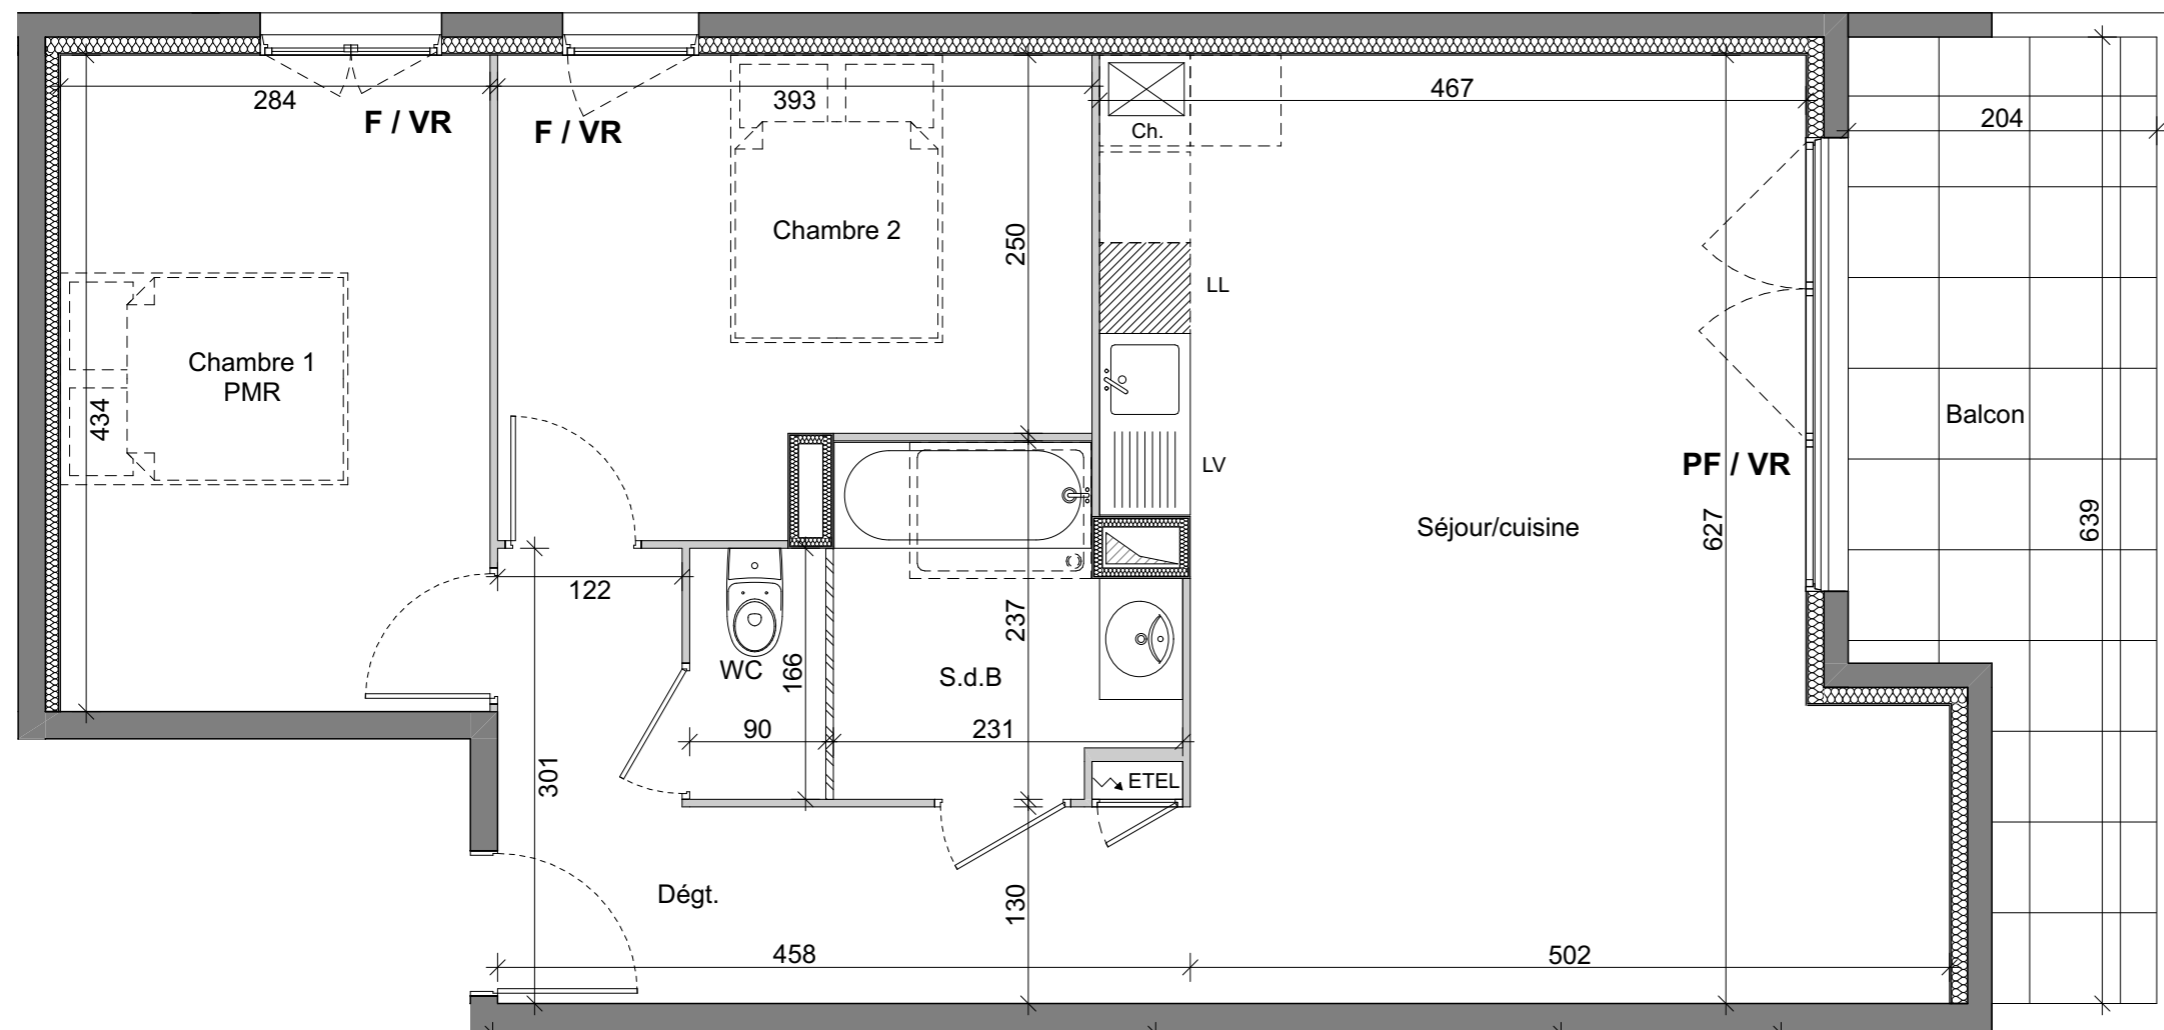 284
F / VR
F / VR
393
Ch.
467
204
Chambre 2
250
LL
Chambre 1
PMR
434
LV
PF / VR
Balcon
Séjour/cuisine
627
639
122
WC
166
237
S.d.B
90
231
301
ETEL
Dégt.
130
458
502